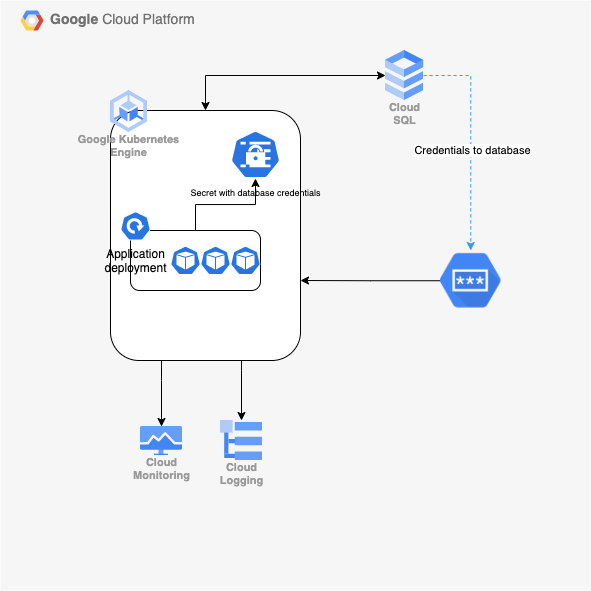 Google Cloud Platform
Cloud
SQL
Google Kubernetes
Engine
Credentials to database
Secret with database credentials
Application
deployment
***
Cloud
Monitoring
Cloud
Logging